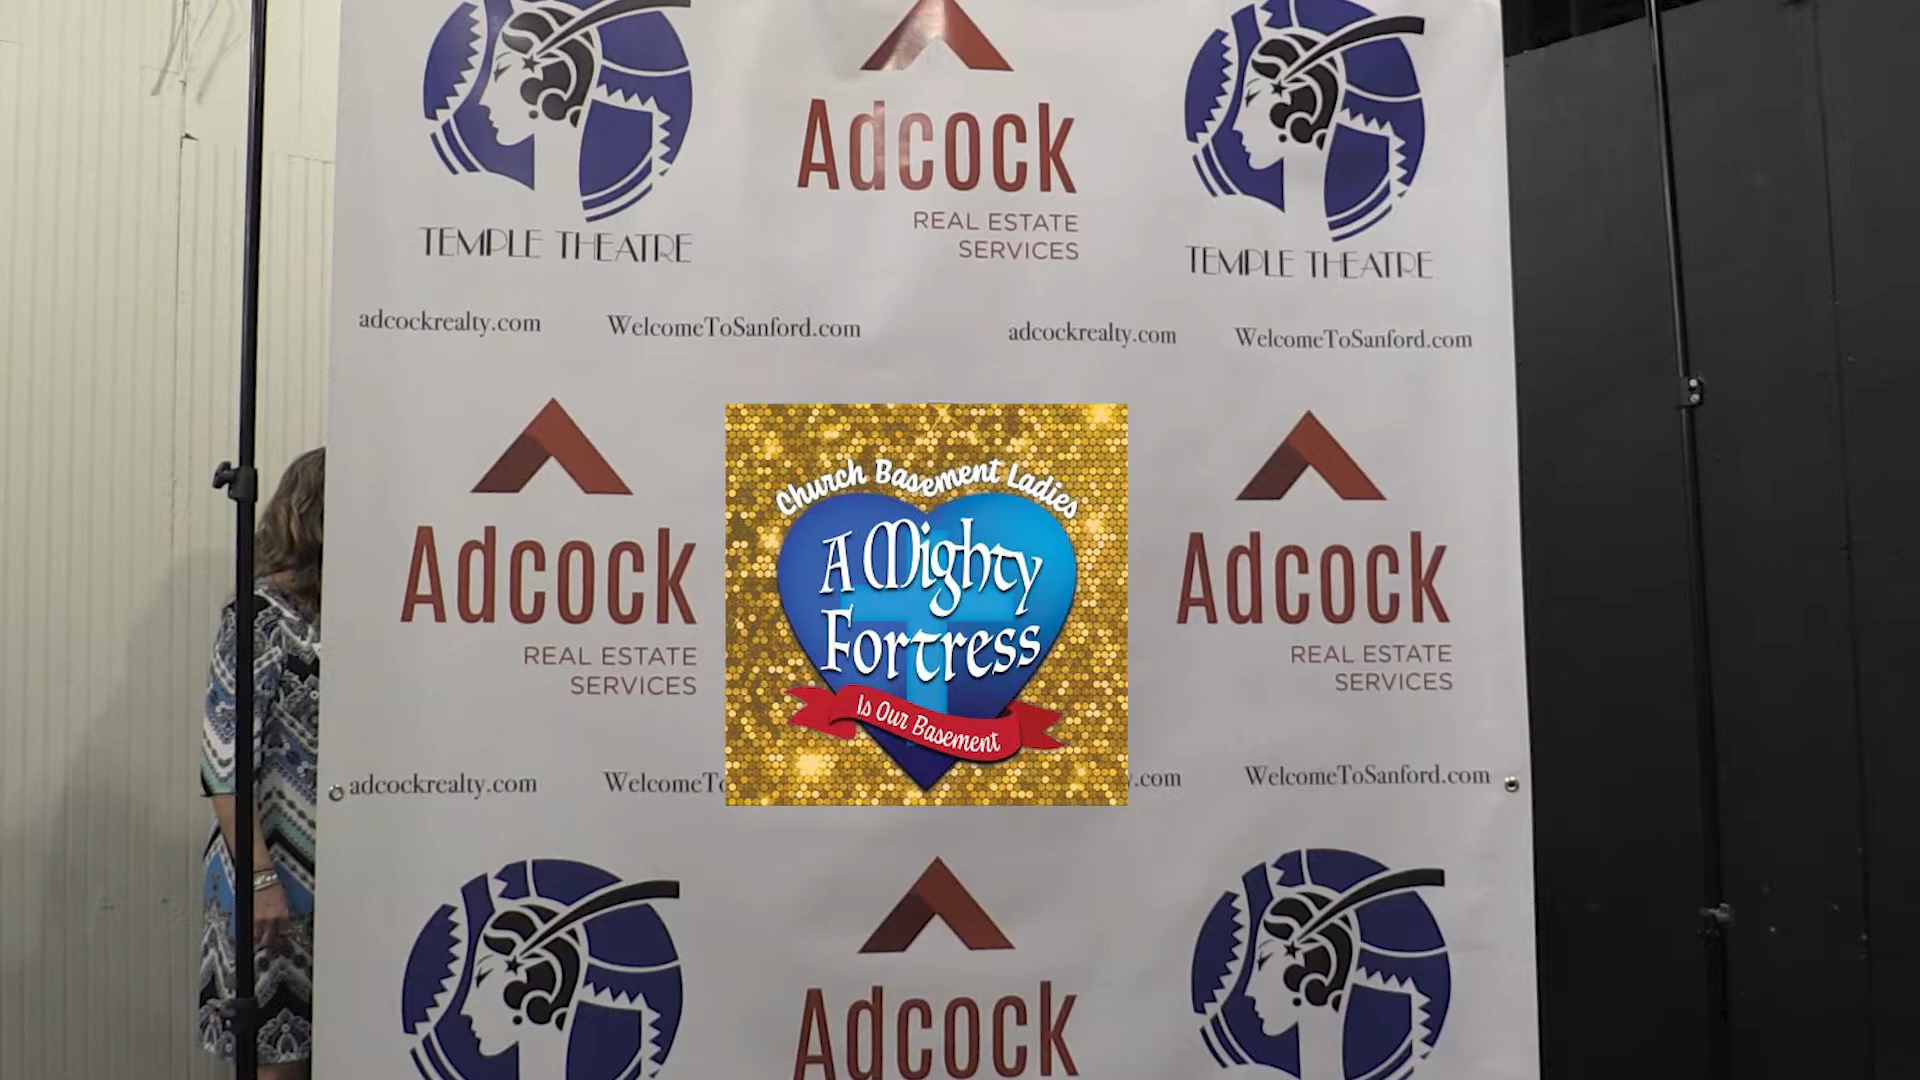 TEMPLE THEATRE
Adcock
REAL ESTATE
SERVICES
TEMPLE THEATRE
adcockrealty.com
WelcomeToSanford.com
adcockrealty.com
WelcomeToSanford.com
Adcock
REAL ESTATE
SERVICES
Church Basement Ladies
A Mighty
Fortress
Is Our Basement
Adcock
REAL ESTATE
SERVICES
adcockrealty.com
WelcomeTo
.com
WelcomeToSanford.com
Adcock